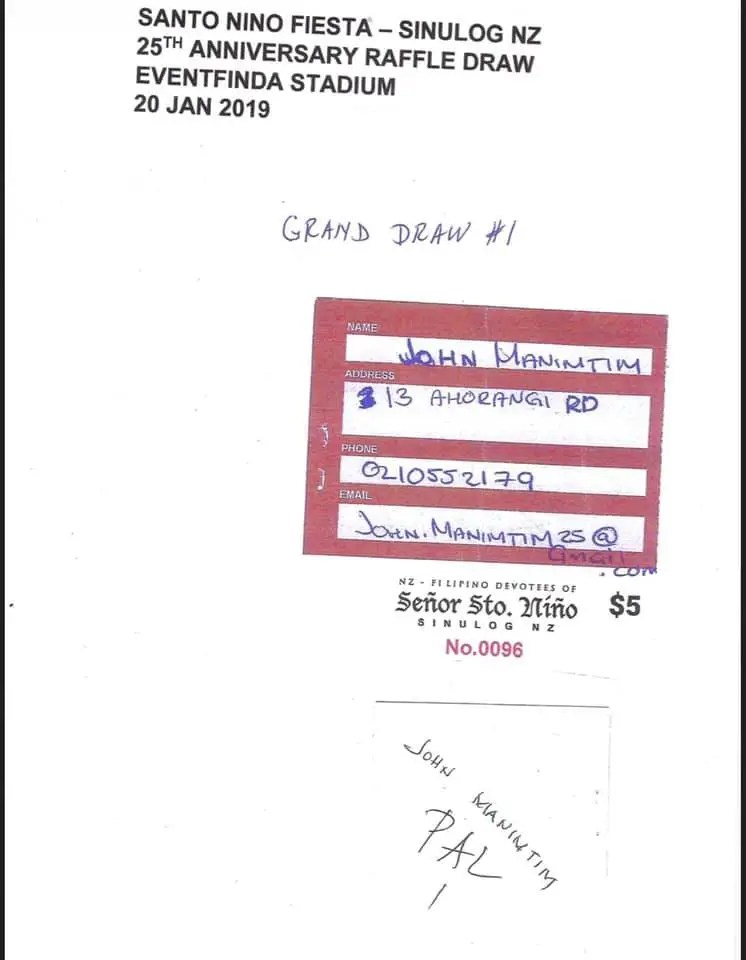 SANTO NINO FIESTA – SINULOG NZ
25TH ANNIVERSARY RAFFLE DRAW
EVENTFINDA STADIUM
20 JAN 2019
GRAND DRAW #1
NAME
JOHN MANIMTIM
ADDRESS
313 AHORANGI RD
PHONE
0210552179
EMAIL
JOHN.MANIMTIM25@
gmail
.com
NZ - FILIPINO DEVOTEES OF
Señor Sto. Niño $5
SINULOG NZ
No.0096
JOHN MANIMTIM
PAL
1